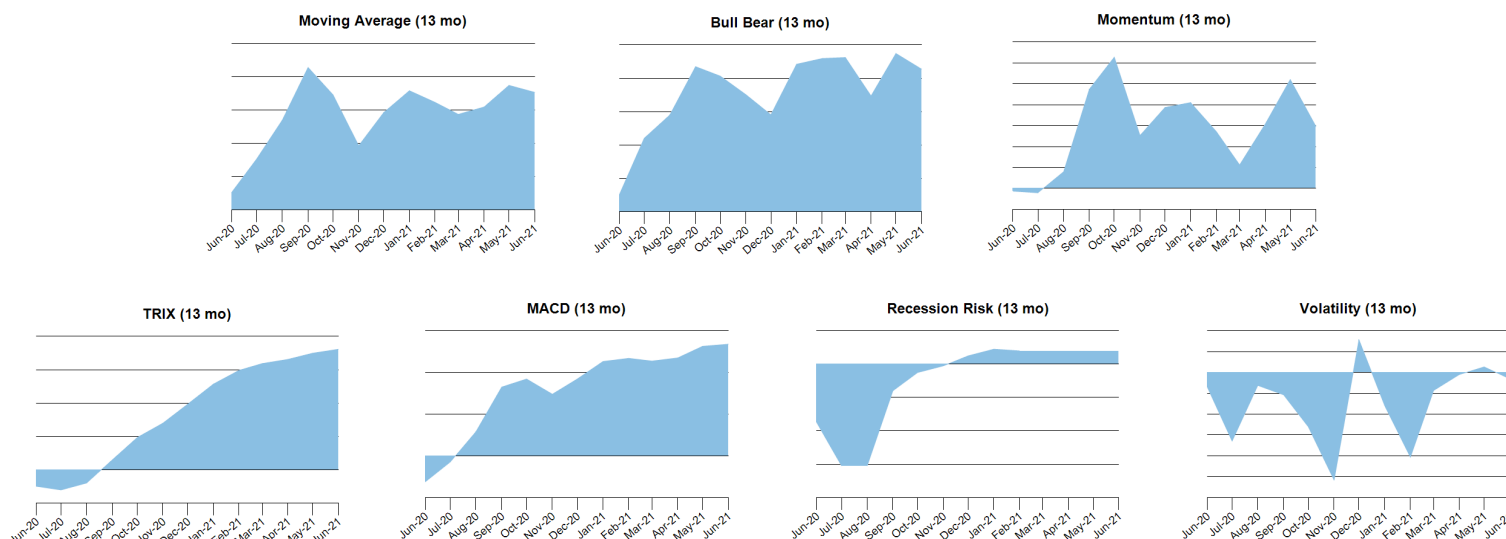 Moving Average (13 mo)
Bull Bear (13 mo)
Momentum (13 mo)
Jun-20 Jul-20 Aug-20 Sep-20 Oct-20 Nov-20 Dec-20 Jan-21 Feb-21 Mar-21 Apr-21 May-21 Jun-21
Jun-20 Jul-20 Aug-20 Sep-20 Oct-20 Nov-20 Dec-20 Jan-21 Feb-21 Mar-21 Apr-21 May-21 Jun-21
Jun-20 Jul-20 Aug-20 Sep-20 Oct-20 Nov-20 Dec-20 Jan-21 Feb-21 Mar-21 Apr-21 May-21 Jun-21
TRIX (13 mo)
MACD (13 mo)
Recession Risk (13 mo)
Volatility (13 mo)
Jun-20 Jul-20 Aug-20 Sep-20 Oct-20 Nov-20 Dec-20 Jan-21 Feb-21 Mar-21 Apr-21 May-21 Jun-21
Jun-20 Jul-20 Aug-20 Sep-20 Oct-20 Nov-20 Dec-20 Jan-21 Feb-21 Mar-21 Apr-21 May-21 Jun-21
Jun-20 Jul-20 Aug-20 Sep-20 Oct-20 Nov-20 Dec-20 Jan-21 Feb-21 Mar-21 Apr-21 May-21 Jun-21
Jun-20 Jul-20 Aug-20 Sep-20 Oct-20 Nov-20 Dec-20 Jan-21 Feb-21 Mar-21 Apr-21 May-21